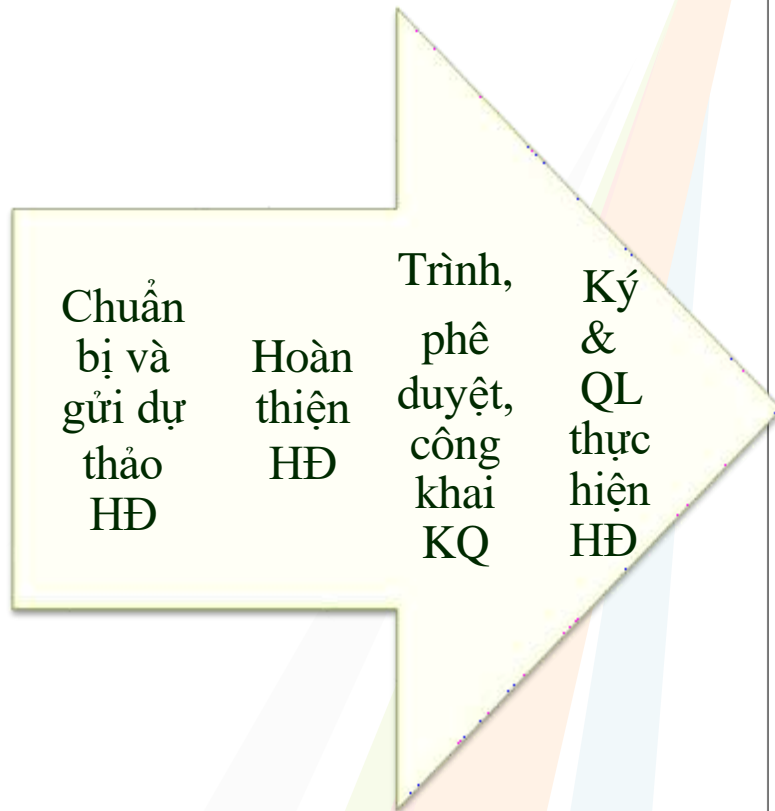 Chuẩn
bị và
gửi dự
thảo
HĐ
Hoàn
thiện
HĐ
Trình,
phê
duyệt,
công
khai
KQ
Ký
&
QL
thực
hiện
HĐ